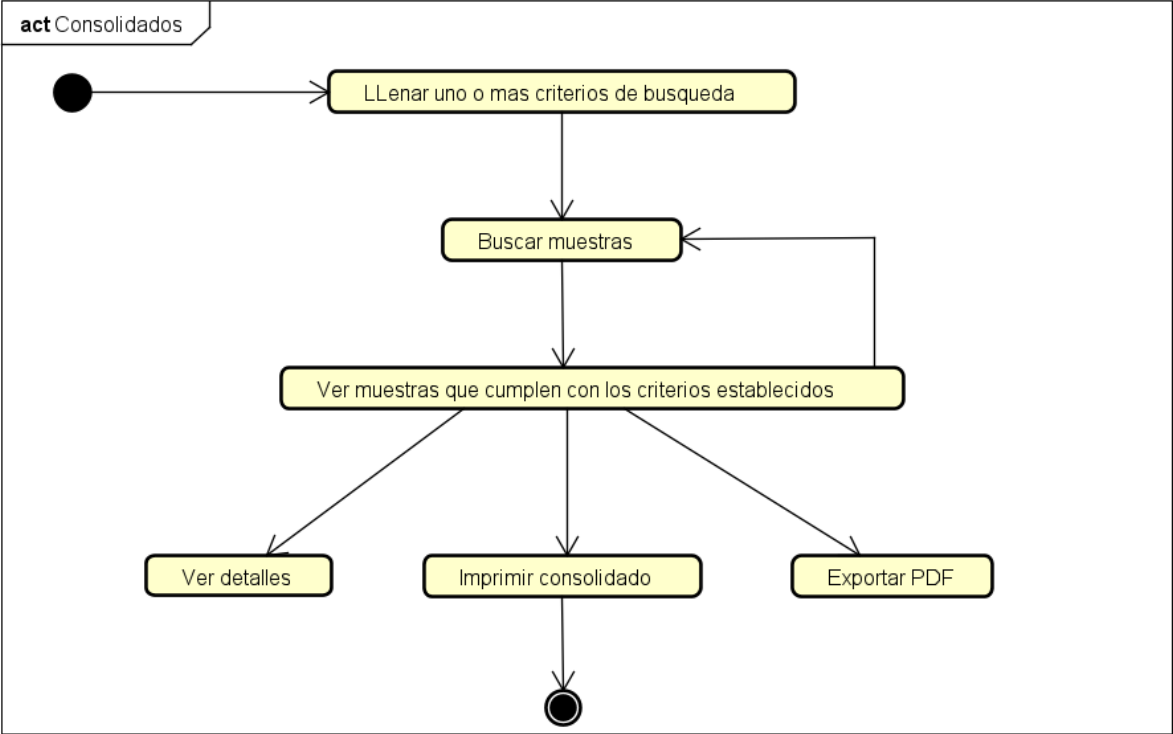 act Consolidados
LLenar uno o mas criterios de busqueda
Buscar muestras
Ver muestras que cumplen con los criterios establecidos
Ver detalles
Imprimir consolidado
Exportar PDF